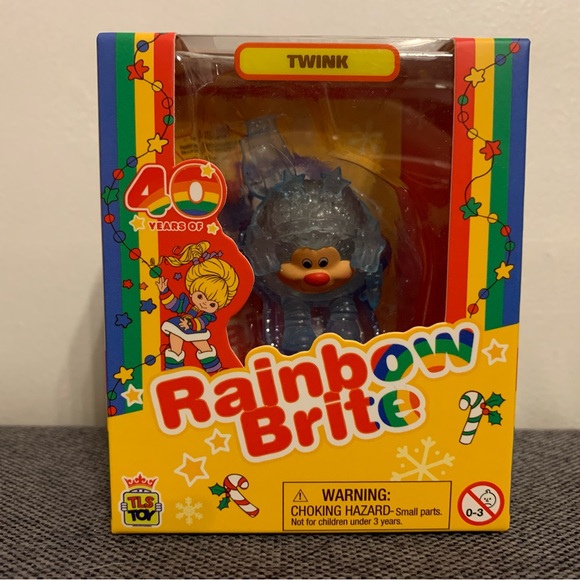 TWINK
40
YEARS OF
Rainbow
Brite
TLS
TOY
WARNING:
CHOKING HAZARD-Small parts.
Not for children under 3 years.
0-3